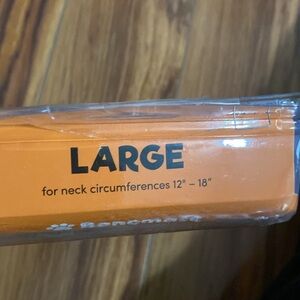 LARGE
for neck circumferences 12" – 18"